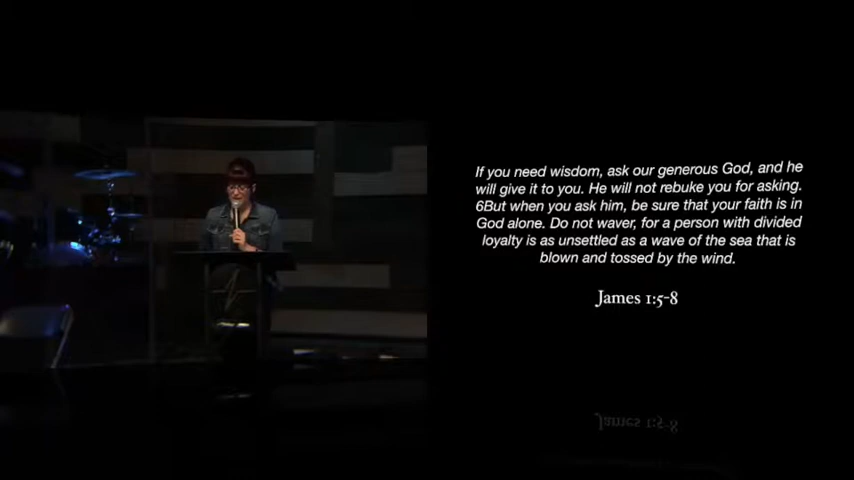 If you need wisdom, ask our generous God, and he
will give it to you. He will not rebuke you for asking.
6But when you ask him, be sure that your faith is in
God alone. Do not waver, for a person with divided
loyalty is as unsettled as a wave of the sea that is
blown and tossed by the wind.
James 1:5-8